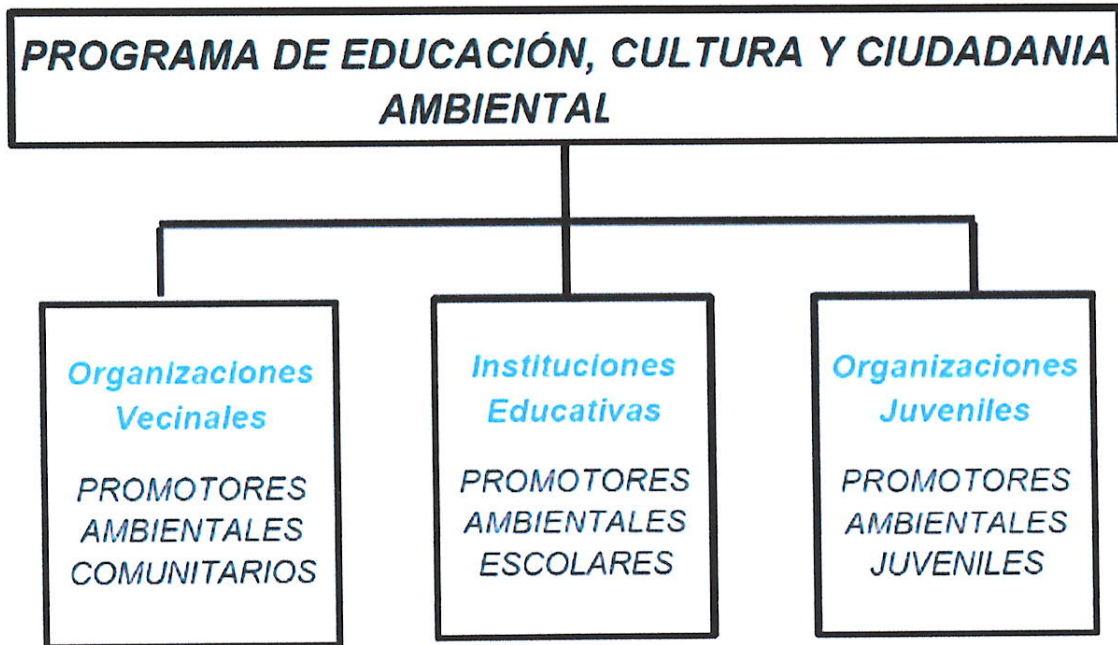 PROGRAMA DE EDUCACIÓN, CULTURA Y CIUDADANIA
AMBIENTAL
Organizaciones
Vecinales
PROMOTORES
AMBIENTALES
COMUNITARIOS
Instituciones
Educativas
PROMOTORES
AMBIENTALES
ESCOLARES
Organizaciones
Juveniles
PROMOTORES
AMBIENTALES
JUVENILES